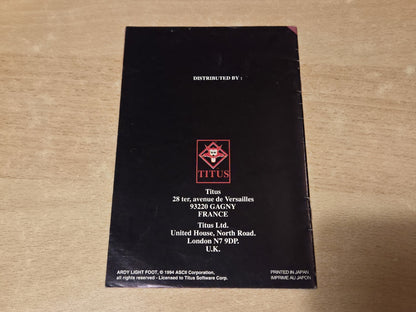 DISTRIBUTED BY :
TITUS
Titus
28 ter, avenue de Versailles
93220 GAGNY
FRANCE
Titus Ltd.
United House, North Road.
London N7 9DP.
U.K.
ARDY LIGHT FOOT, © 1994 ASCII Corporation,
all rights reserved - Licensed to Titus Software Corp.
PRINTED IN JAPAN
IMPRIME AU JAPON